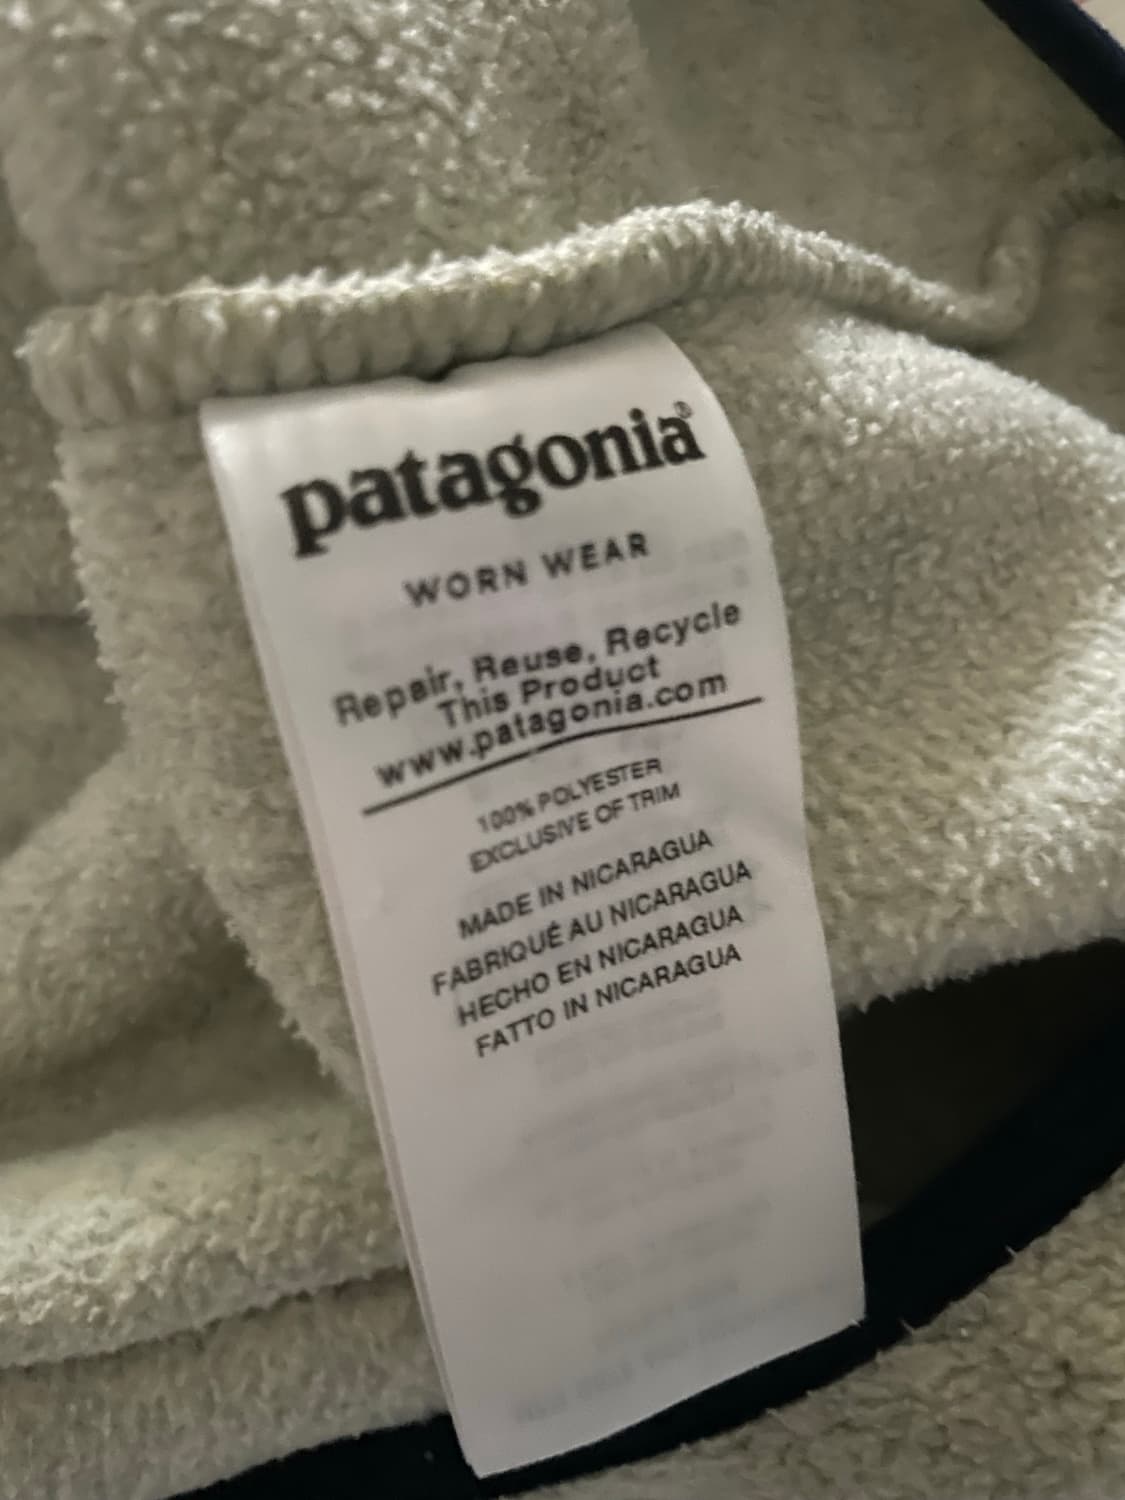 patagonia®
WORN WEAR
Repair, Reuse, Recycle
This Product
www.patagonia.com
100% POLYESTER
EXCLUSIVE OF TRIM
MADE IN NICARAGUA
FABRIQUÉ AU NICARAGUA
HECHO EN NICARAGUA
FATTO IN NICARAGUA